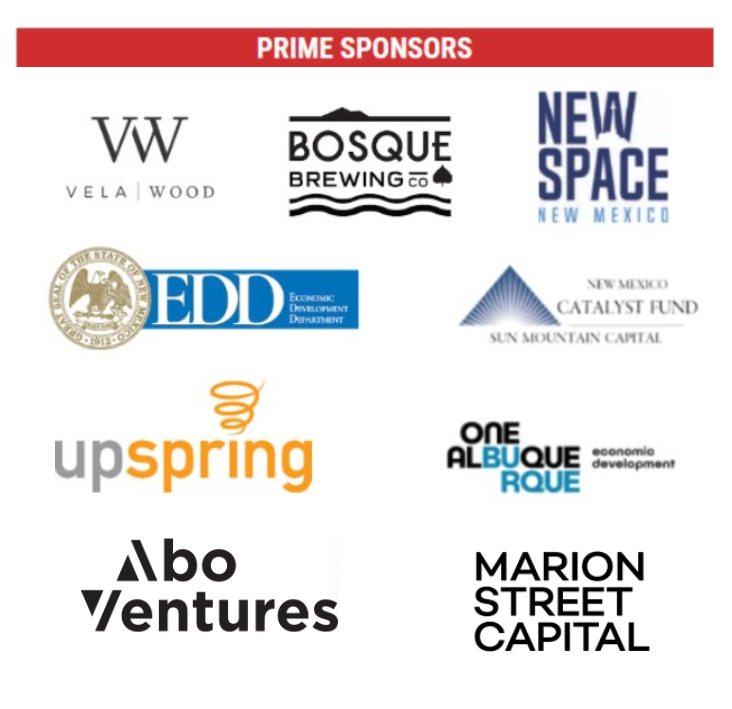 PRIME SPONSORS
VW
VELA | WOOD
BOSQUE
BREWING CO
NEW
SPACE
NEW MEXICO
GREAT SEAL OF THE STATE OF NEW MEXICO
1912
EDD
ECONOMIC
DEVELOPMENT
DEPARTMENT
NEW MEXICO
CATALYST FUND
SUN MOUNTAIN CAPITAL
upspring
ONE
ALBUQUE
RQUE
economic
development
Abo
Ventures
MARION
STREET
CAPITAL